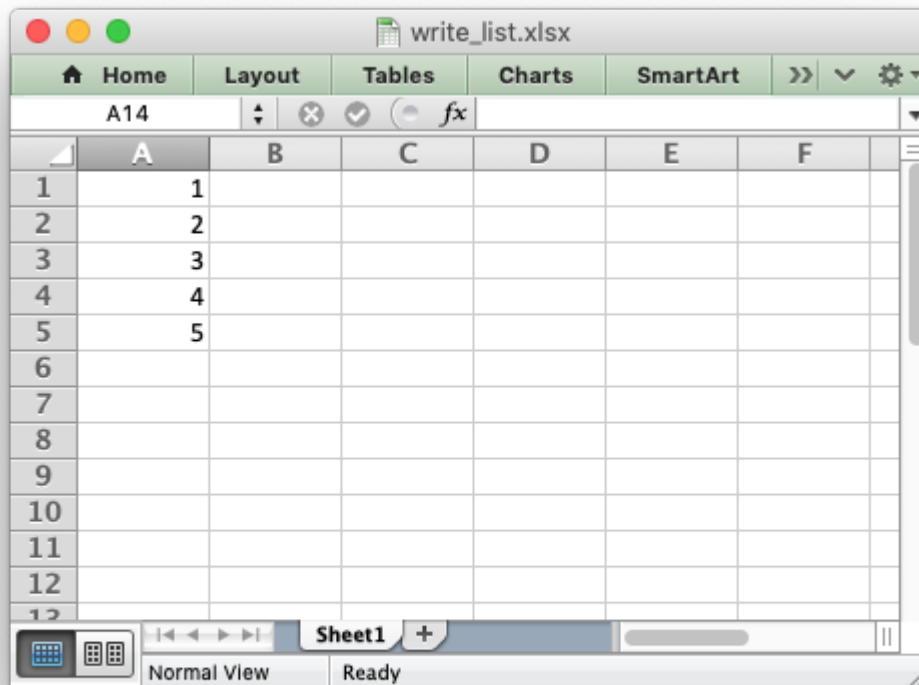 write_list.xlsx
Home Layout Tables Charts SmartArt
A14 fx
A B C D E F
1 1
2 2
3 3
4 4
5 5
6
7
8
9
10
11
12
13
Sheet1 +
Normal View Ready